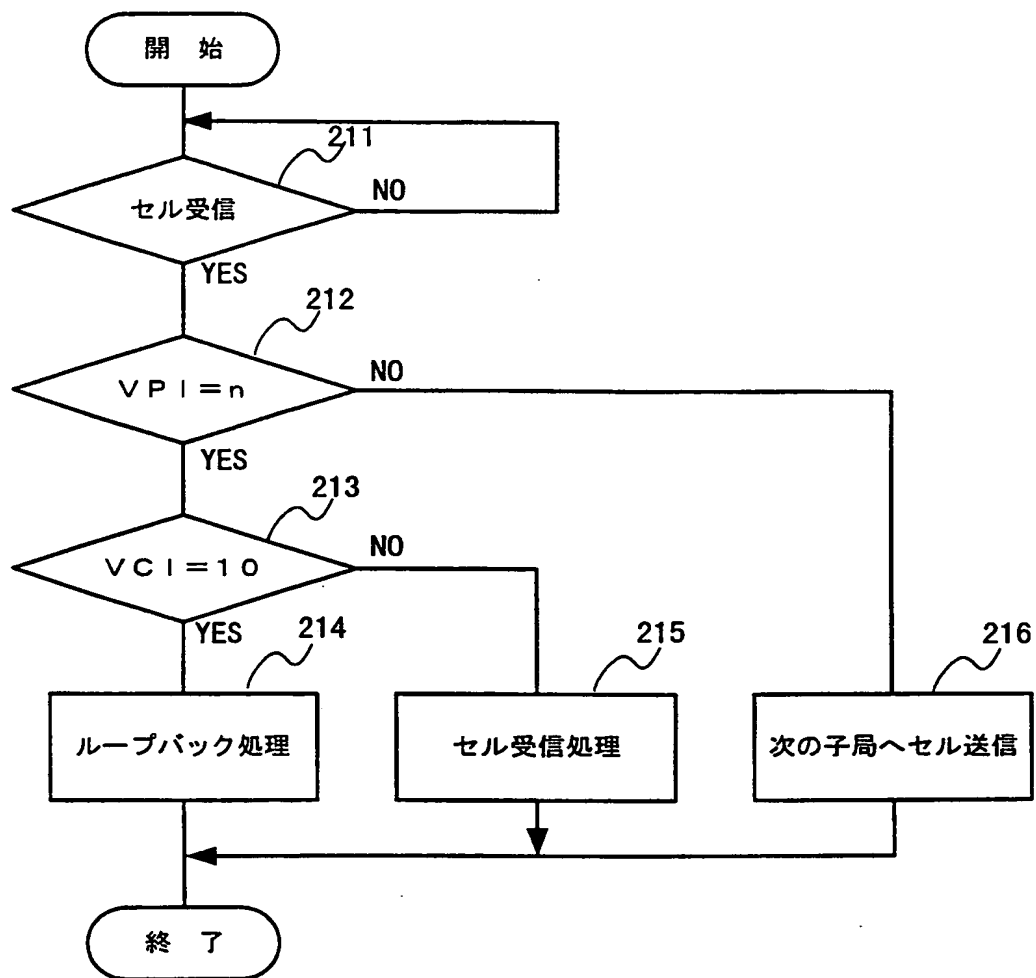 開 始
211
セル受信
NO
YES
212
VPI=n
NO
YES
213
VCI=10
NO
YES
214
215
216
ループバック処理
セル受信処理
次の子局へセル送信
終 了